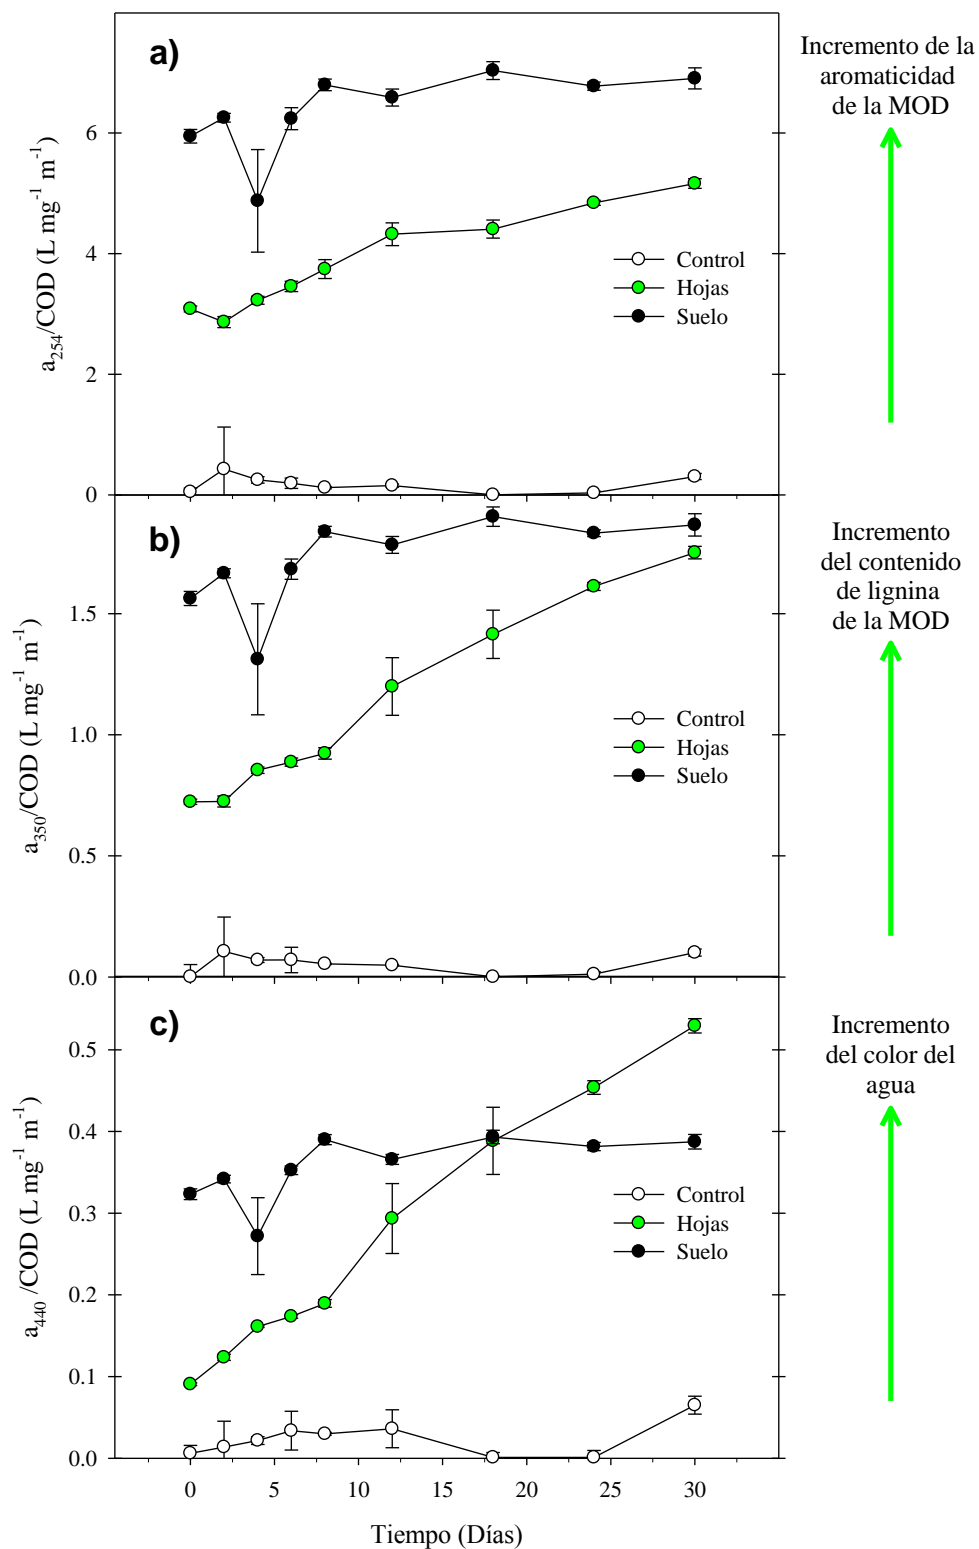 a)
Incremento de la
aromaticidad
de la MOD
a254/COD (L mg-1 m-1)
6
4
2
0
Control
Hojas
Suelo
b)
Incremento
del contenido
de lignina
de la MOD
a350/COD (L mg-1 m-1)
1.5
1.0
0.5
0.0
Control
Hojas
Suelo
c)
Incremento
del color del
agua
a440 /COD (L mg-1 m-1)
0.5
0.4
0.3
0.2
0.1
0.0
Control
Hojas
Suelo
0 5 10 15 20 25 30
Tiempo (Días)